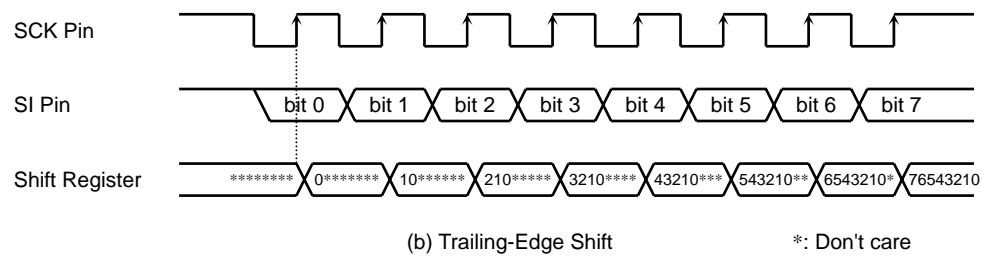 SCK Pin
SI Pin bit 0 bit 1 bit 2 bit 3 bit 4 bit 5 bit 6 bit 7
Shift Register ******** 0******* 10****** 210***** 3210**** 43210*** 543210** 6543210* 76543210
(b) Trailing-Edge Shift *: Don't care